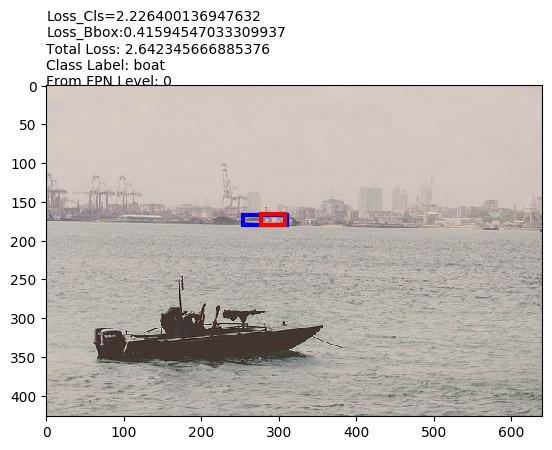 Loss_Cls=2.226400136947632
Loss_Bbox:0.41594547033309937
Total Loss: 2.642345666885376
Class Label: boat
From FPN Level: 0
0
50
100
150
200
250
300
350
400
0 100 200 300 400 500 600